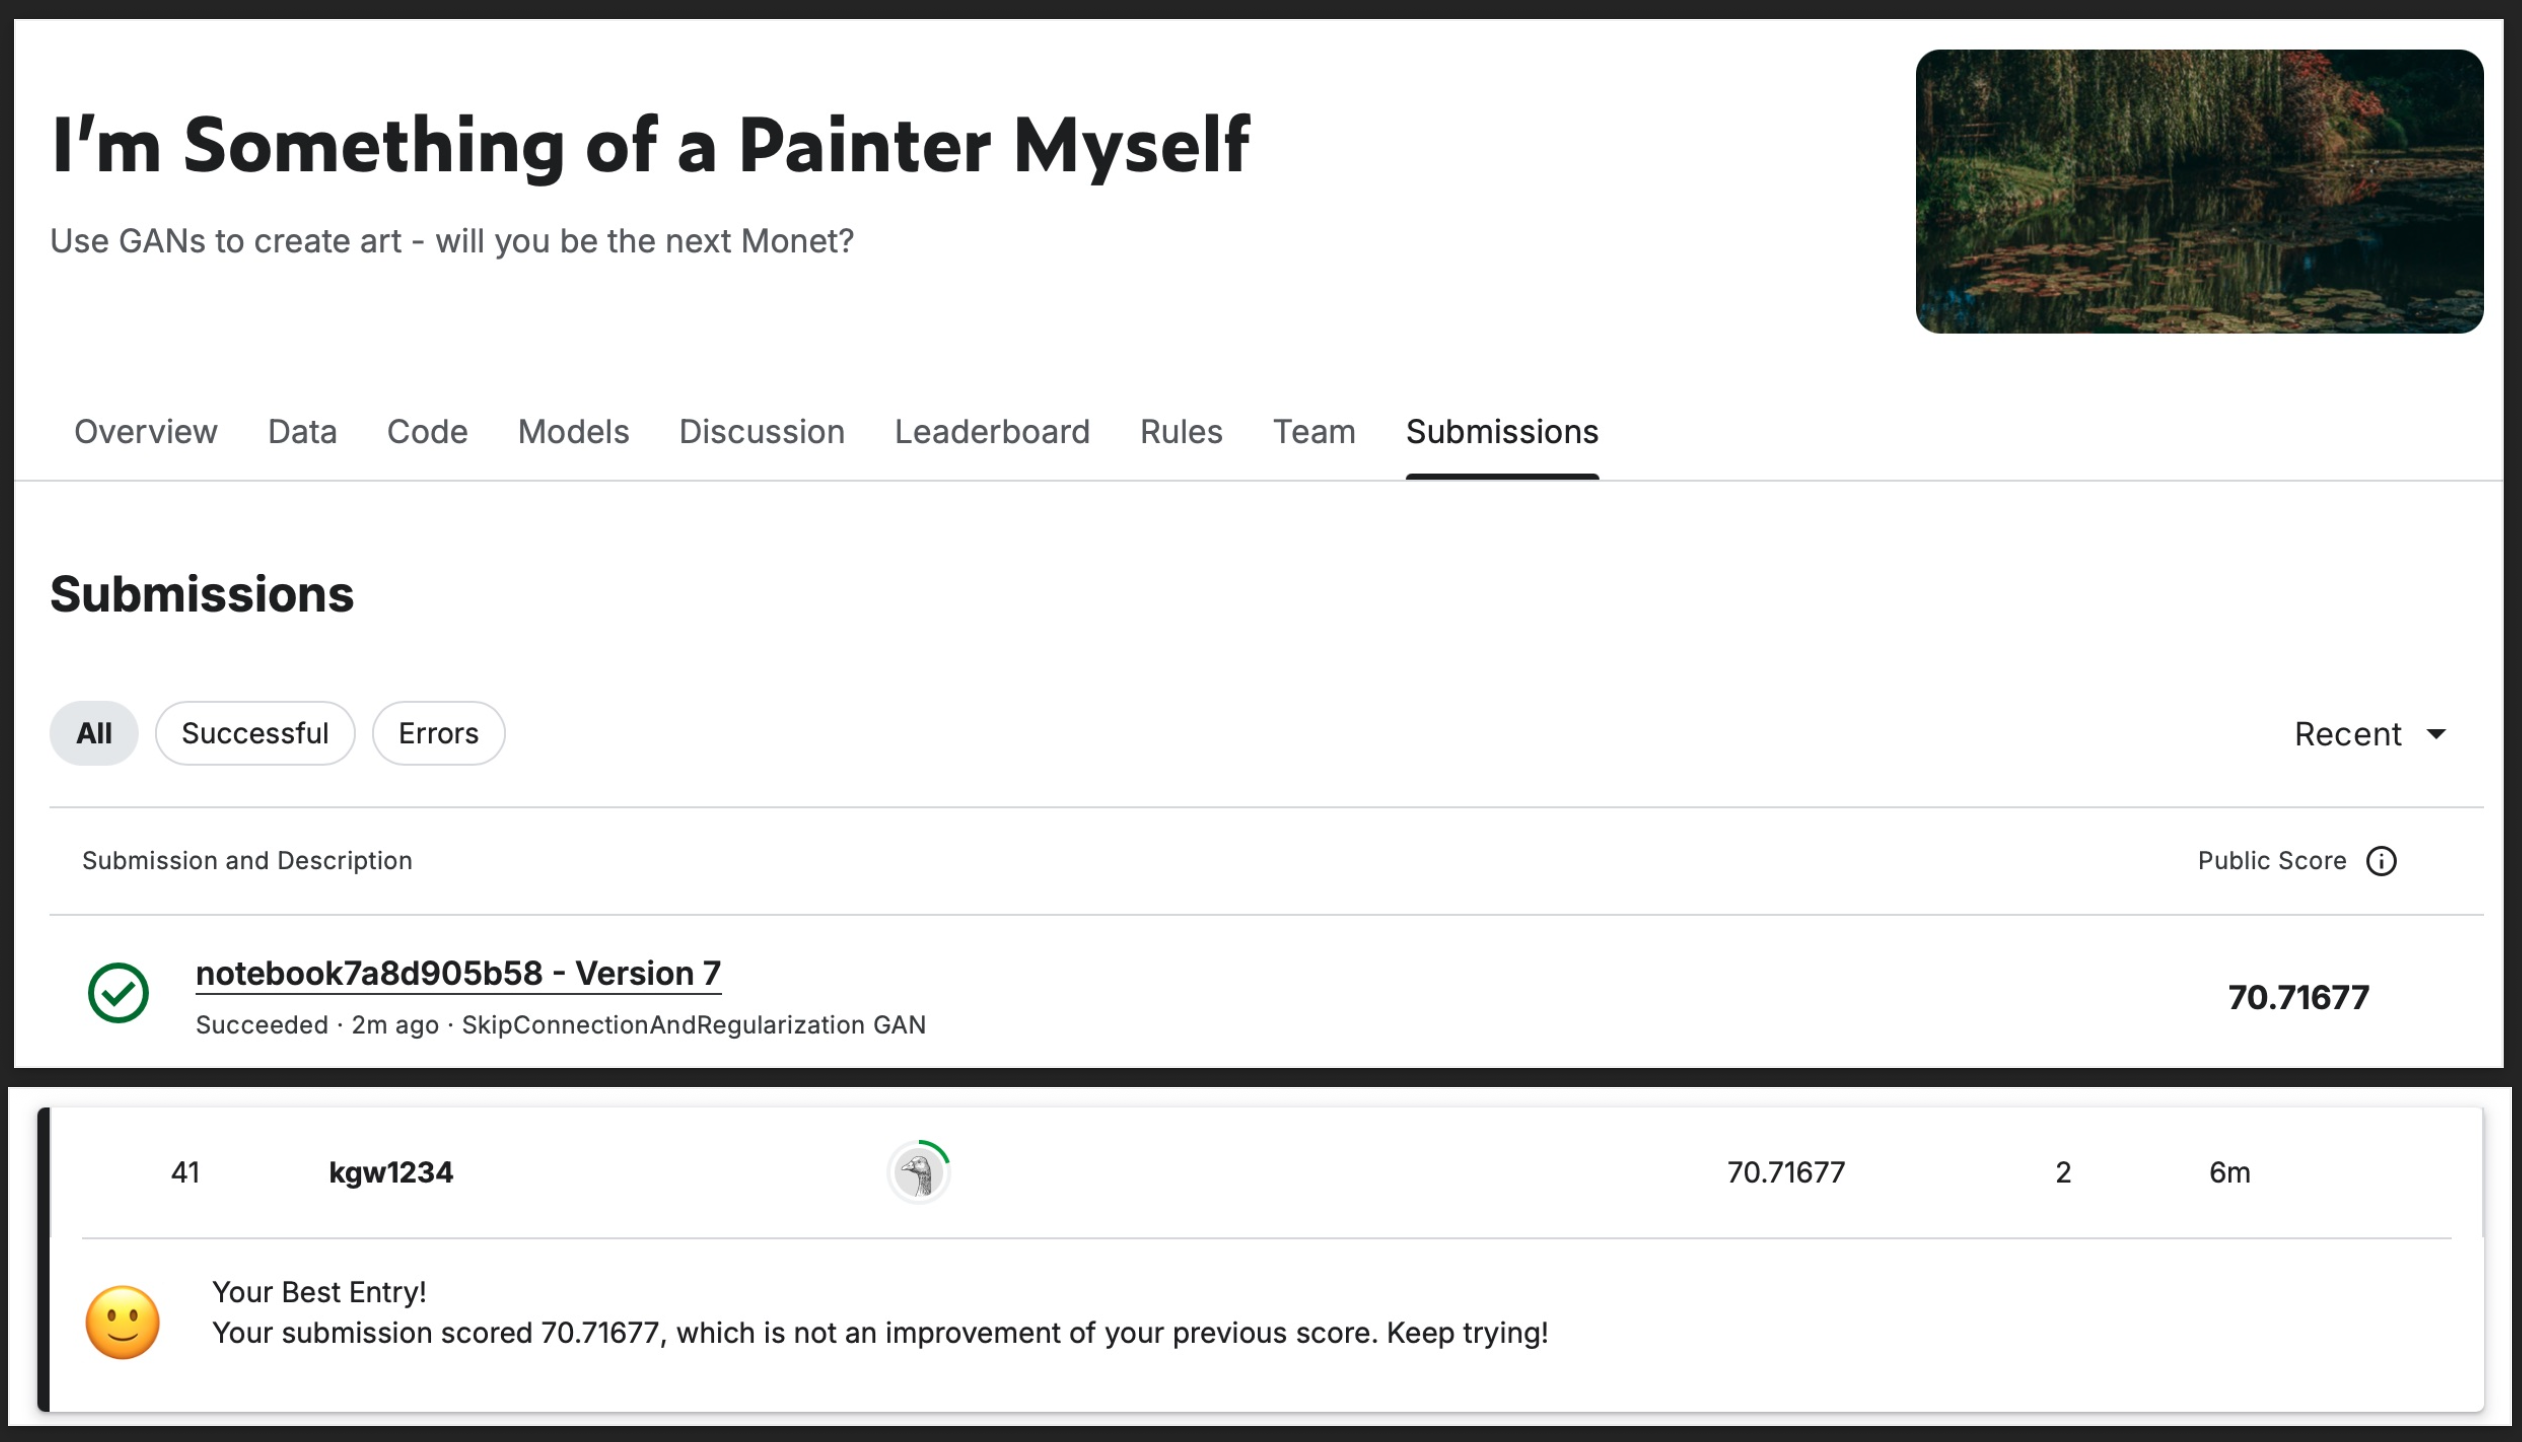 I'm Something of a Painter Myself
Use GANs to create art - will you be the next Monet?
Overview Data Code Models Discussion Leaderboard Rules Team Submissions
Submissions
All Successful Errors Recent
Submission and Description Public Score
notebook7a8d905b58 - Version 7
Succeeded · 2m ago · SkipConnectionAndRegularization GAN
70.71677
41 kgw1234 70.71677 2 6m
Your Best Entry!
Your submission scored 70.71677, which is not an improvement of your previous score. Keep trying!